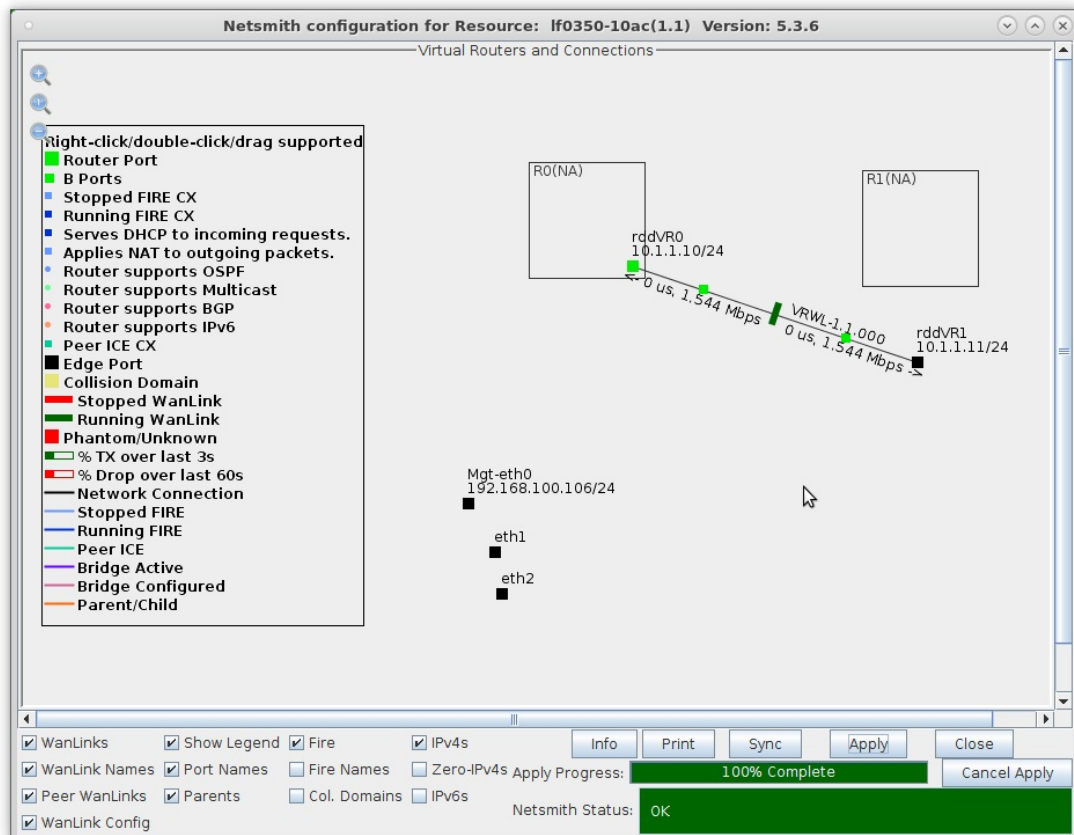 Netsmith configuration for Resource: lf0350-10ac(1.1) Version: 5.3.6
Virtual Routers and Connections
Right-click/double-click/drag supported
Router Port
B Ports
Stopped FIRE CX
Running FIRE CX
Serves DHCP to incoming requests.
Applies NAT to outgoing packets.
Router supports OSPF
Router supports Multicast
Router supports BGP
Router supports IPv6
Peer ICE CX
Edge Port
Collision Domain
Stopped WanLink
Running WanLink
Phantom/Unknown
% TX over last 3s
% Drop over last 60s
Network Connection
Stopped FIRE
Running FIRE
Peer ICE
Bridge Active
Bridge Configured
Parent/Child
R0(NA)
R1(NA)
rddVR0
10.1.1.10/24
<- 0 us, 1.544 Mbps
VRWL-1.1.000
0 us, 1.544 Mbps ->
rddVR1
10.1.1.11/24
Mgt-eth0
192.168.100.106/24
eth1
eth2
WanLinks Show Legend Fire IPv4s Info Print Sync Apply Close
WanLink Names Port Names Fire Names Zero-IPv4s Apply Progress: 100% Complete Cancel Apply
Peer WanLinks Parents Col. Domains IPv6s Netsmith Status: OK
WanLink Config